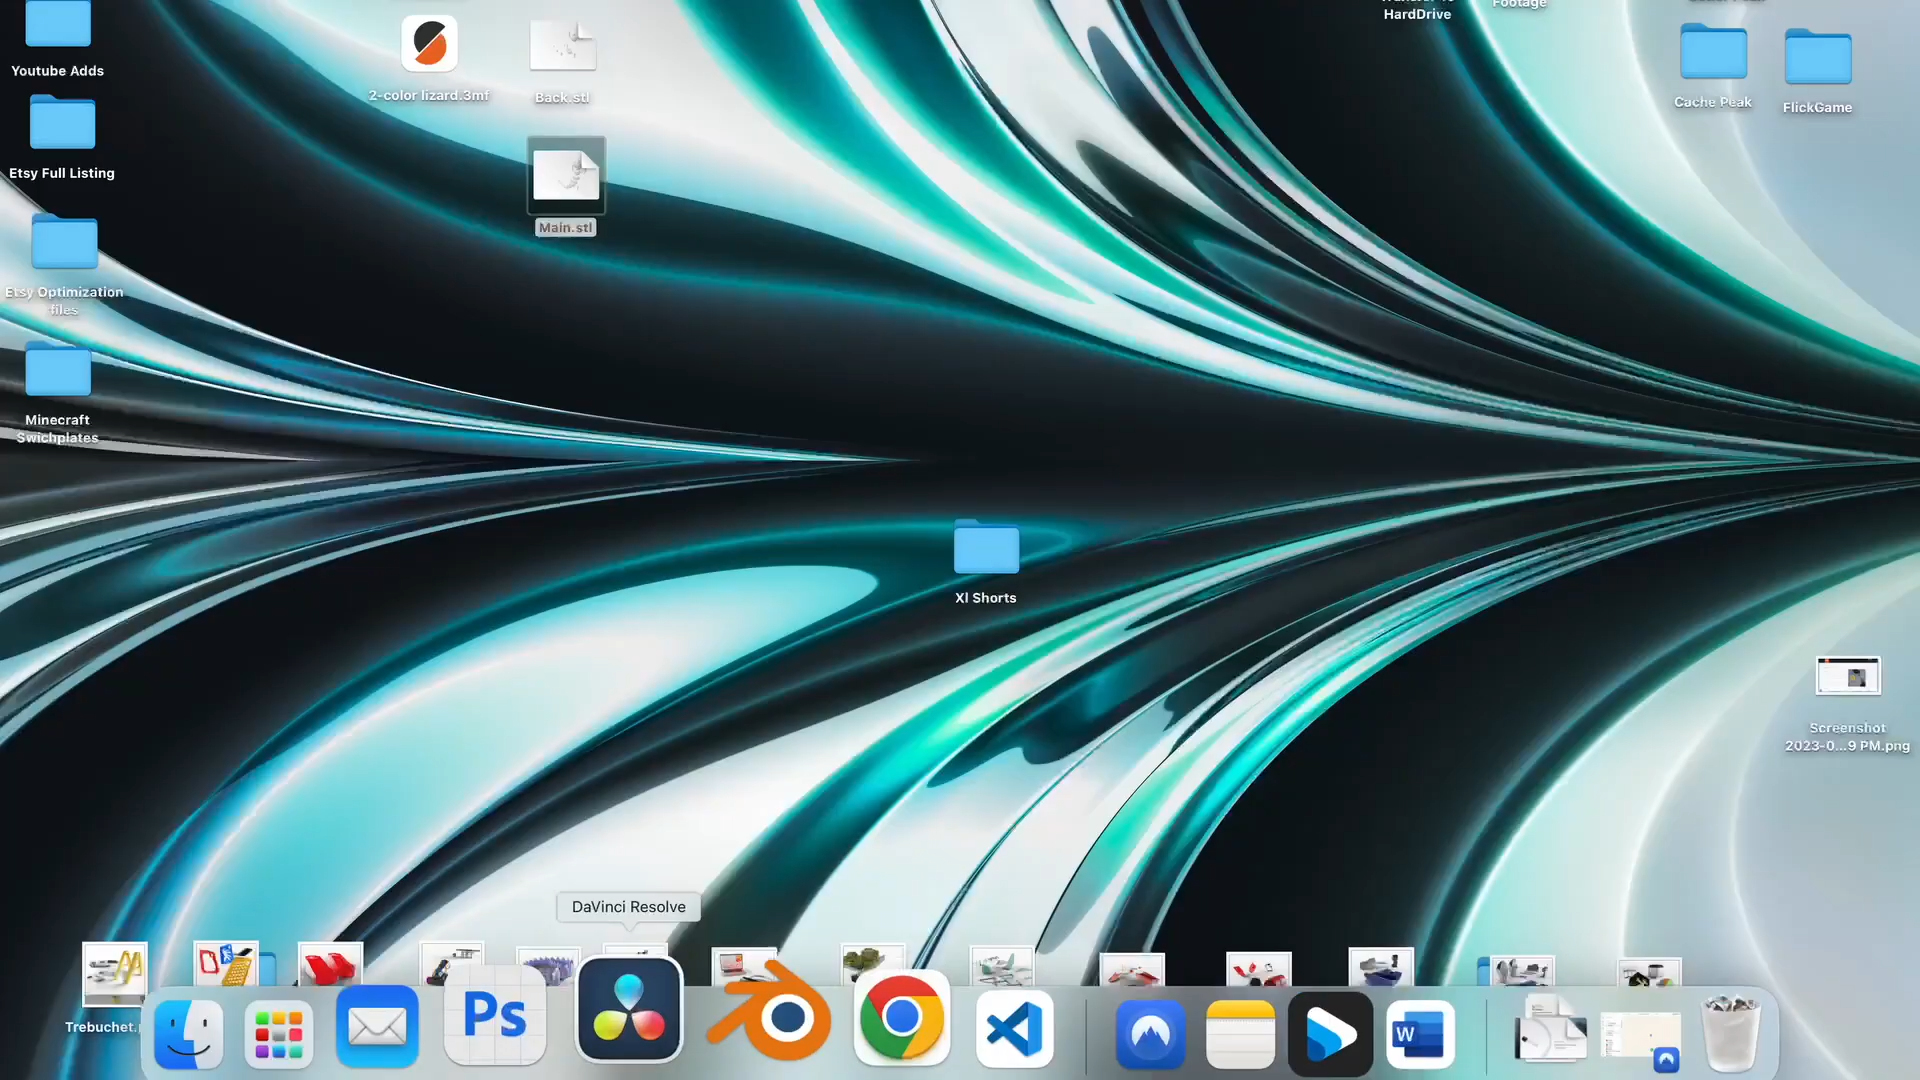 HardDrive
Footage
Youtube Adds
2-color lizard.3mf
Back.stl
Cache Peak
FlickGame
Etsy Full Listing
Main.stl
Etsy Optimization
files
Minecraft
Swichplates
Xl Shorts
Screenshot
2023-0...9 PM.png
DaVinci Resolve
Trebuchet.
Ps
W